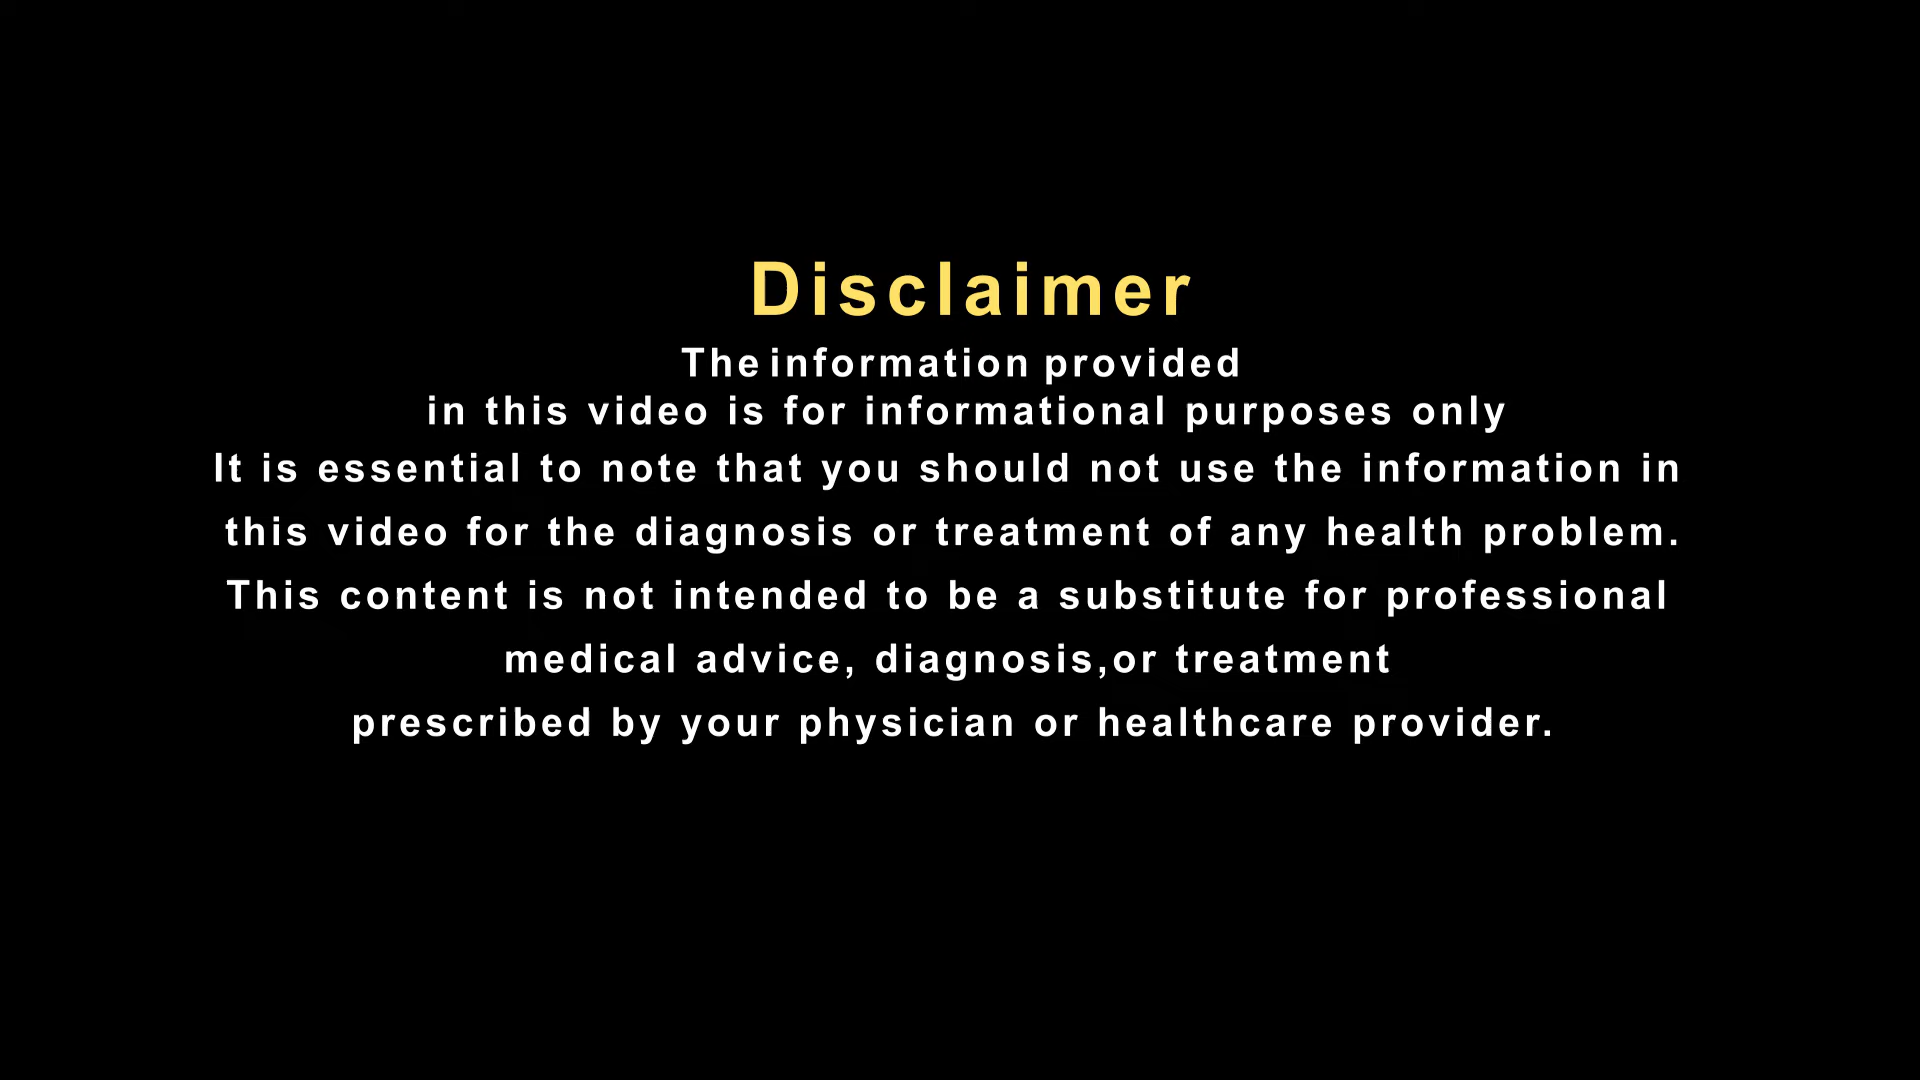 Disclaimer
The information provided
in this video is for informational purposes only
It is essential to note that you should not use the information in
this video for the diagnosis or treatment of any health problem.
This content is not intended to be a substitute for professional
medical advice, diagnosis,or treatment
prescribed by your physician or healthcare provider.